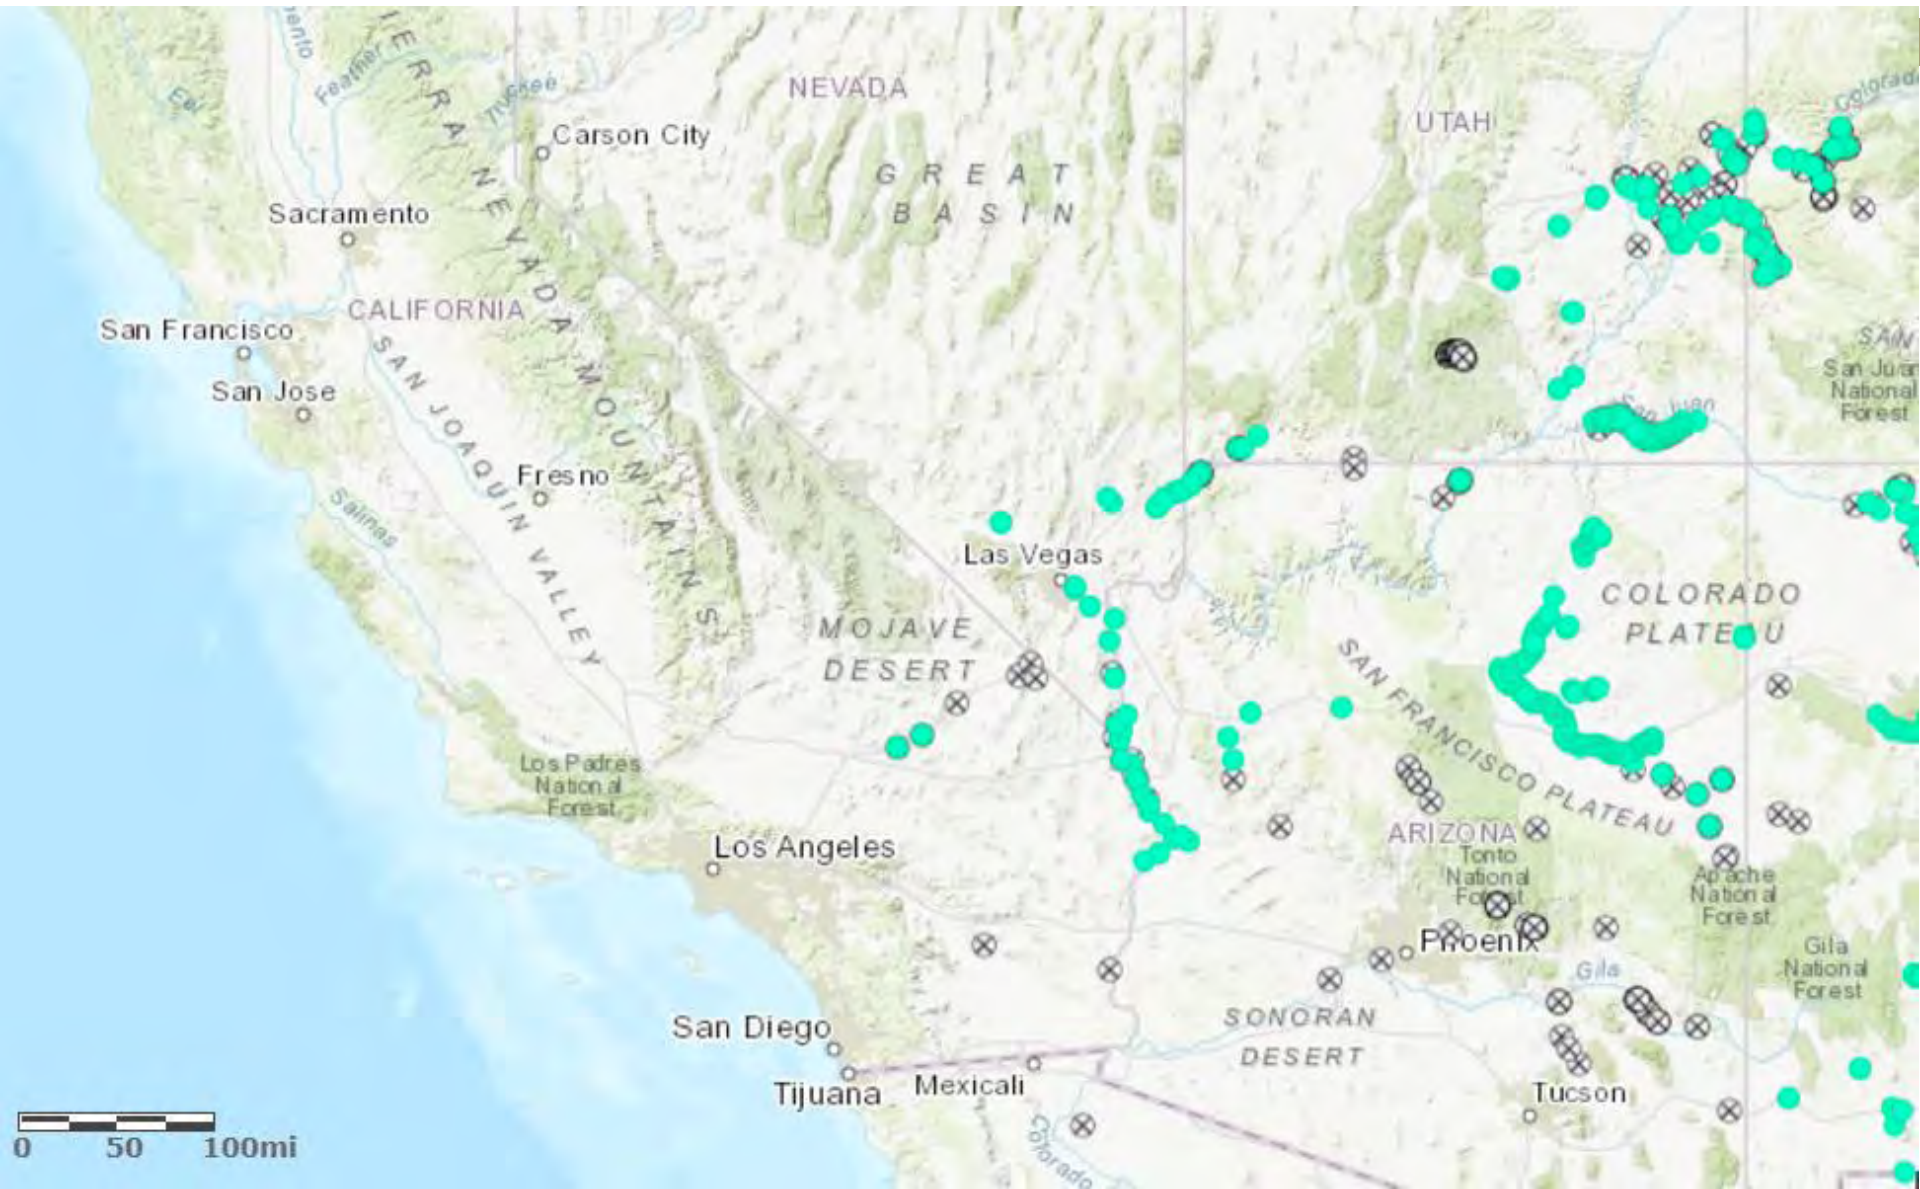 ento
Feather
IERRA NEVADA MOUNTAINS
Eel
Truckee
NEVADA
UTAH
Colorado
Carson City
GREAT
BASIN
Sacramento
CALIFORNIA
San Francisco
San Jose
SAN JOAQUIN VALLEY
Fresno
Salinas
SAN
San Juan
National
Forest
San Juan
Las Vegas
MOJAVE
DESERT
COLORADO
PLATEAU
SAN FRANCISCO PLATEAU
Los Padres
National
Forest
Los Angeles
ARIZONA
Tonto
National
Forest
Apache
National
Forest
Phoenix
Gila
Gila
National
Forest
SONORAN
DESERT
San Diego
Tijuana
Mexicali
Tucson
Colorado
0 50 100mi